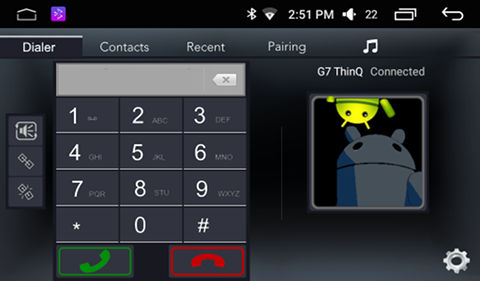 2:51 PM 22
Dialer Contacts Recent Pairing
G7 ThinQ Connected
1 2 ABC 3 DEF
4 GHI 5 JKL 6 MNO
7 PQR 8 STU 9 WXYZ
* 0 #